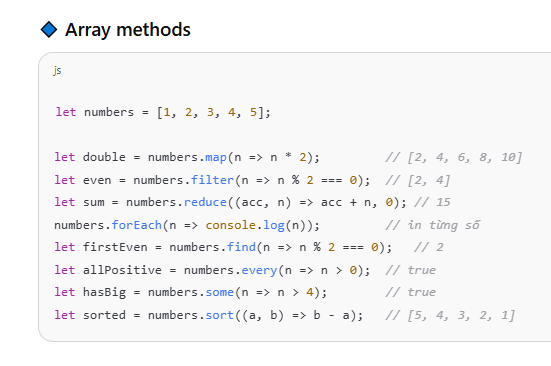 Array methods
js
let numbers = [1, 2, 3, 4, 5];
let double = numbers.map(n => n * 2);         // [2, 4, 6, 8, 10]
let even = numbers.filter(n => n % 2 === 0);  // [2, 4]
let sum = numbers.reduce((acc, n) => acc + n, 0); // 15
numbers.forEach(n => console.log(n));         // in từng số
let firstEven = numbers.find(n => n % 2 === 0);   // 2
let allPositive = numbers.every(n => n > 0);  // true
let hasBig = numbers.some(n => n > 4);        // true
let sorted = numbers.sort((a, b) => b - a);   // [5, 4, 3, 2, 1]